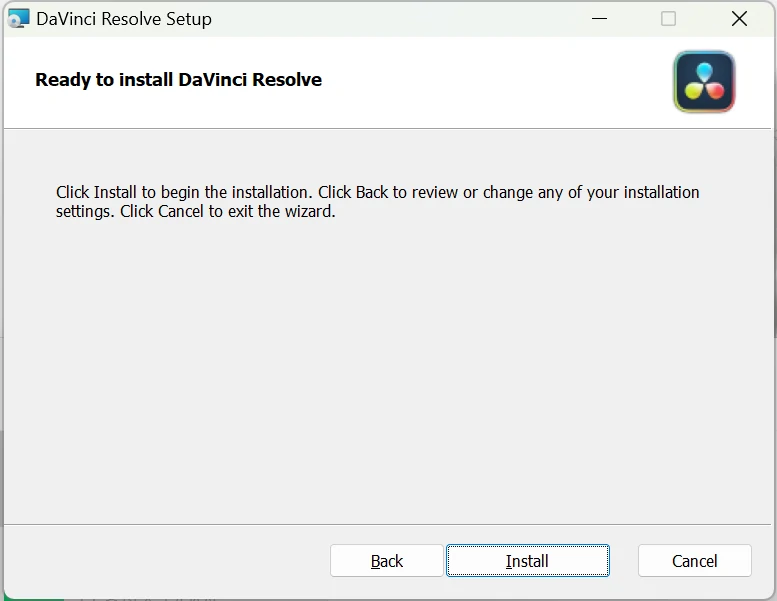 DaVinci Resolve Setup
Ready to install DaVinci Resolve
Click Install to begin the installation. Click Back to review or change any of your installation
settings. Click Cancel to exit the wizard.
Back Install Cancel